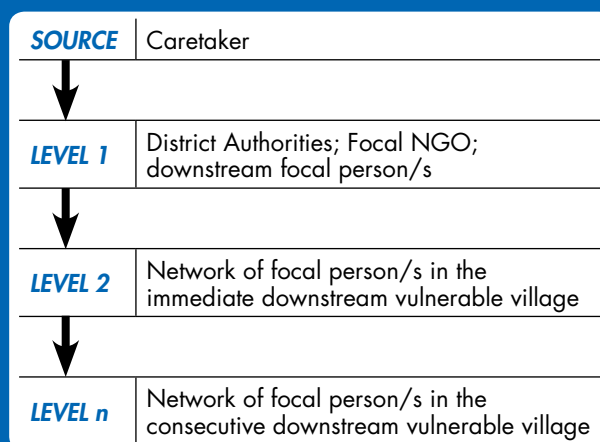 SOURCE Caretaker
LEVEL 1 District Authorities; Focal NGO;
downstream focal person/s
LEVEL 2 Network of focal person/s in the
immediate downstream vulnerable village
LEVEL n Network of focal person/s in the
consecutive downstream vulnerable village